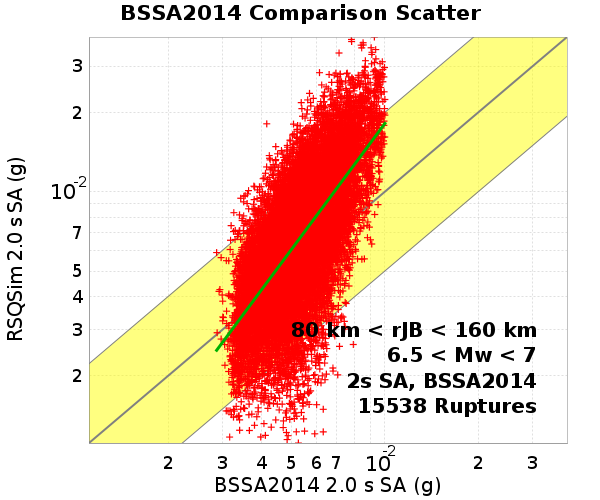 BSSA2014 Comparison Scatter
RSQSim 2.0 s SA (g)
3
2
10-2
7
5
4
3
2
80 km < rJB < 160 km
6.5 < Mw < 7
2s SA, BSSA2014
15538 Ruptures
2 3 4 5 6 7 10-2 2 3
BSSA2014 2.0 s SA (g)